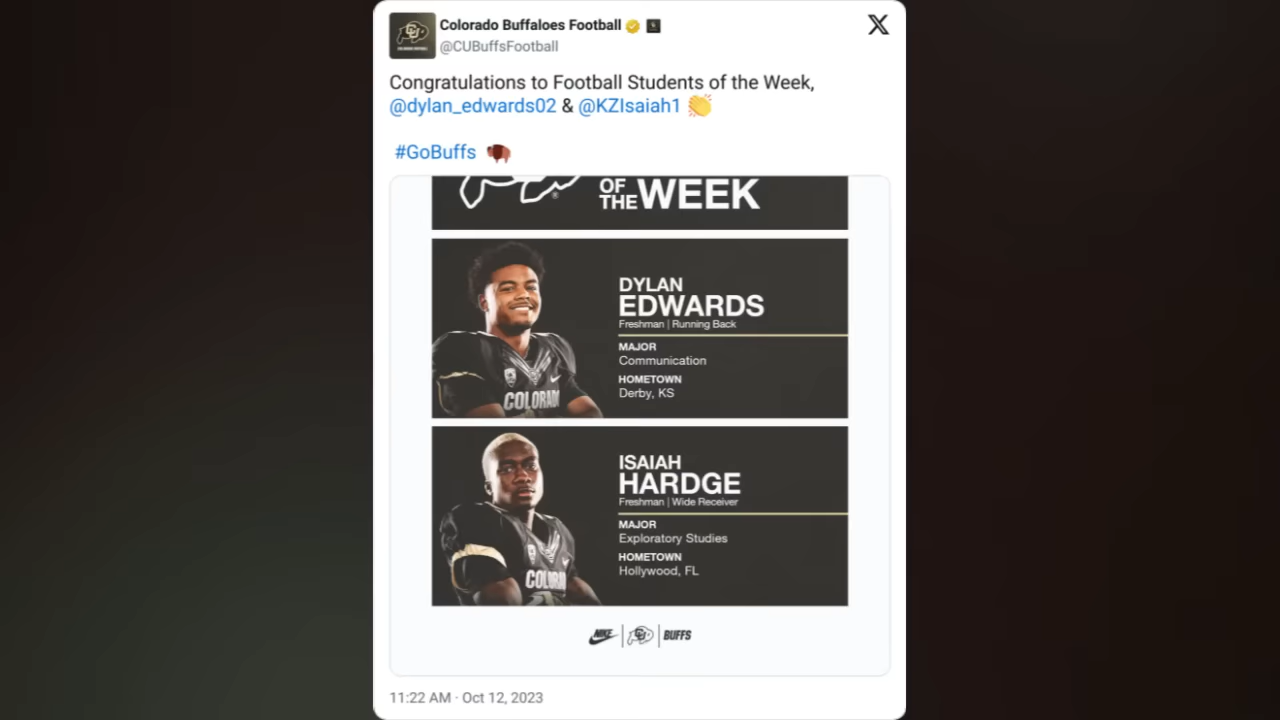 Colorado Buffaloes Football
@CUBuffsFootball
Congratulations to Football Students of the Week,
@dylan_edwards02 & @KZIsaiah1
#GoBuffs
OF
THE WEEK
DYLAN
EDWARDS
Freshman | Running Back
MAJOR
Communication
HOMETOWN
Derby, KS
COLORADO
ISAIAH
HARDGE
Freshman | Wide Receiver
MAJOR
Exploratory Studies
HOMETOWN
Hollywood, FL
COLORADO
NIKE | CU | BUFFS
11:22 AM · Oct 12, 2023